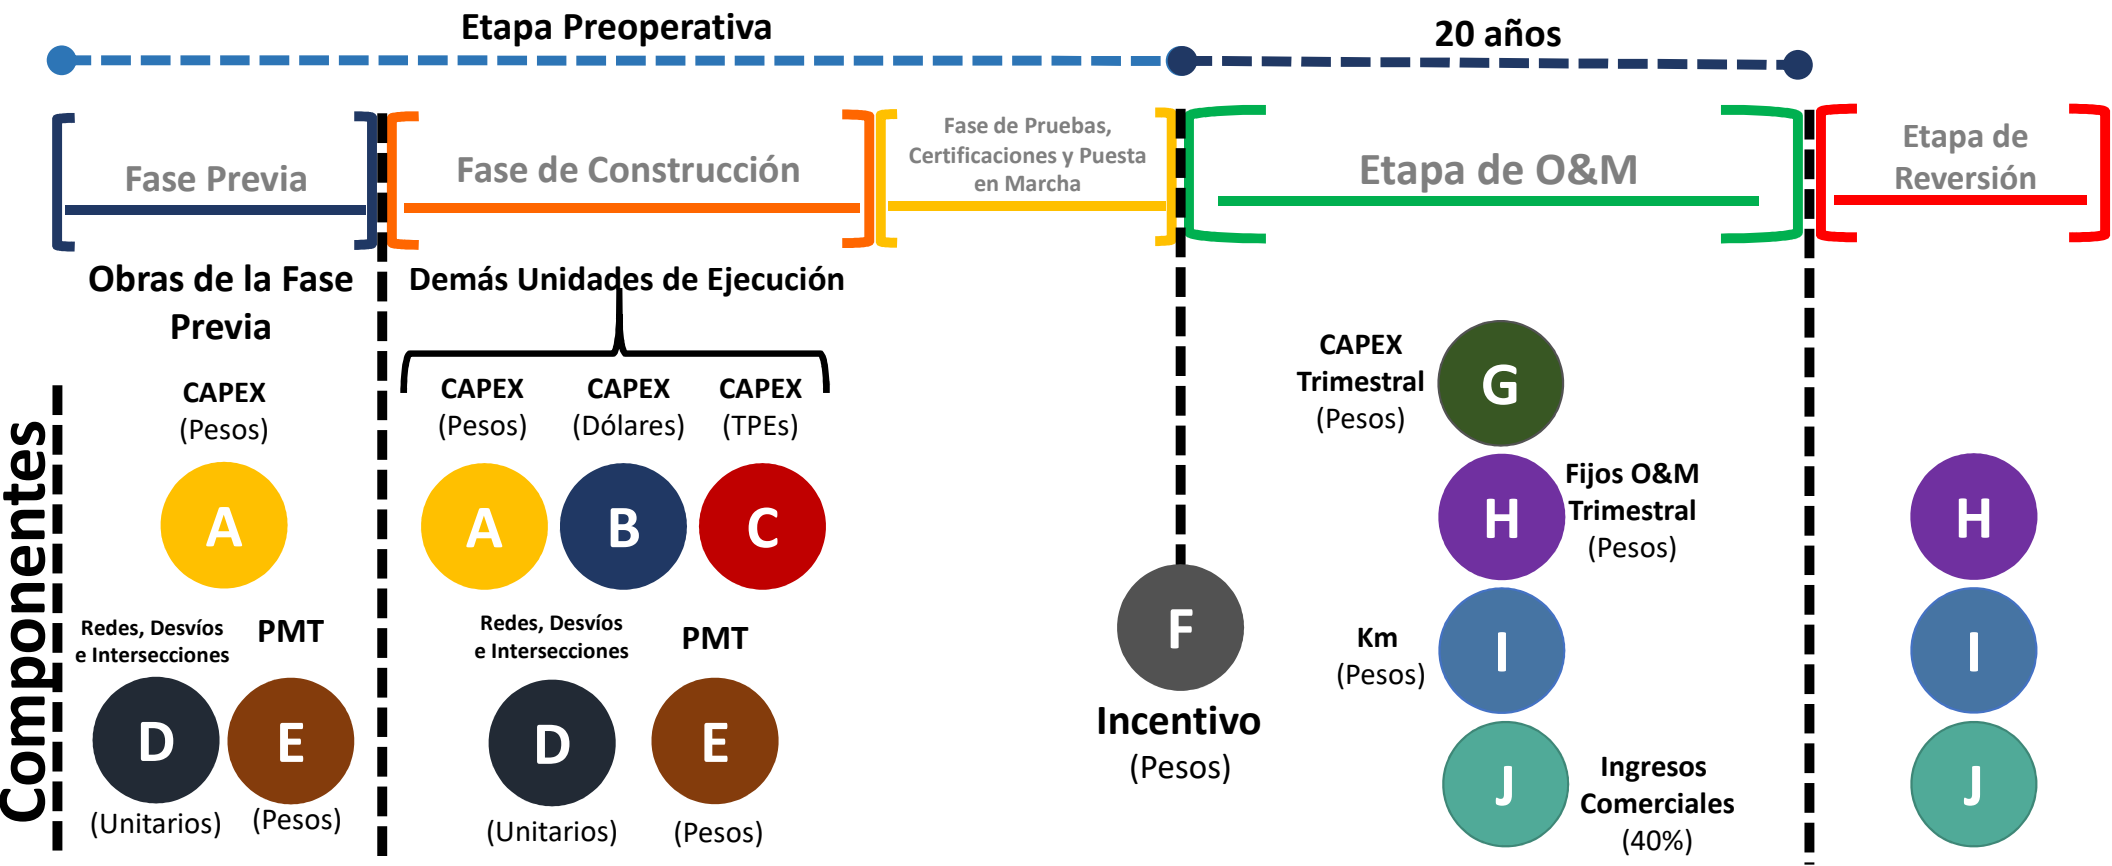 Etapa Preoperativa
20 años
Fase Previa
Fase de Construcción
Fase de Pruebas,
Certificaciones y Puesta
en Marcha
Etapa de O&M
Etapa de
Reversión
Componentes
Obras de la Fase
Previa
CAPEX
(Pesos)
A
Redes, Desvíos
e Intersecciones
D
(Unitarios)
PMT
E
(Pesos)
Demás Unidades de Ejecución
CAPEX
(Pesos)
A
CAPEX
(Dólares)
B
CAPEX
(TPEs)
C
Redes, Desvíos
e Intersecciones
D
(Unitarios)
PMT
E
(Pesos)
F
Incentivo
(Pesos)
CAPEX
Trimestral
(Pesos)
G
H
Fijos O&M
Trimestral
(Pesos)
Km
(Pesos)
I
J
Ingresos
Comerciales
(40%)
H
I
J